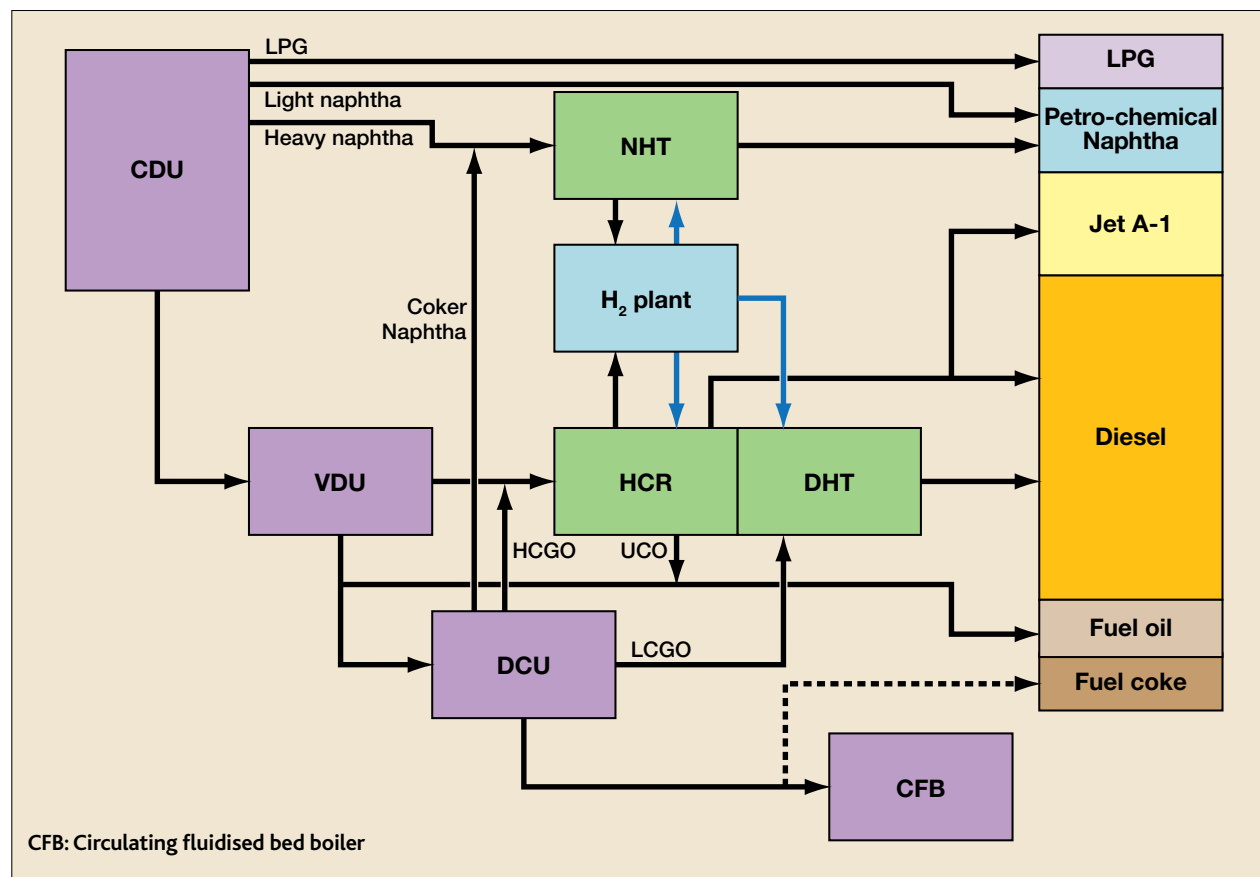 LPG
LPG
Light naphtha
Heavy naphtha
CDU
NHT
Petro-chemical
Naphtha
Jet A-1
H₂ plant
Coker
Naphtha
VDU
HCR
DHT
Diesel
HCGO
UCO
DCU
LCGO
Fuel oil
Fuel coke
CFB
CFB: Circulating fluidised bed boiler